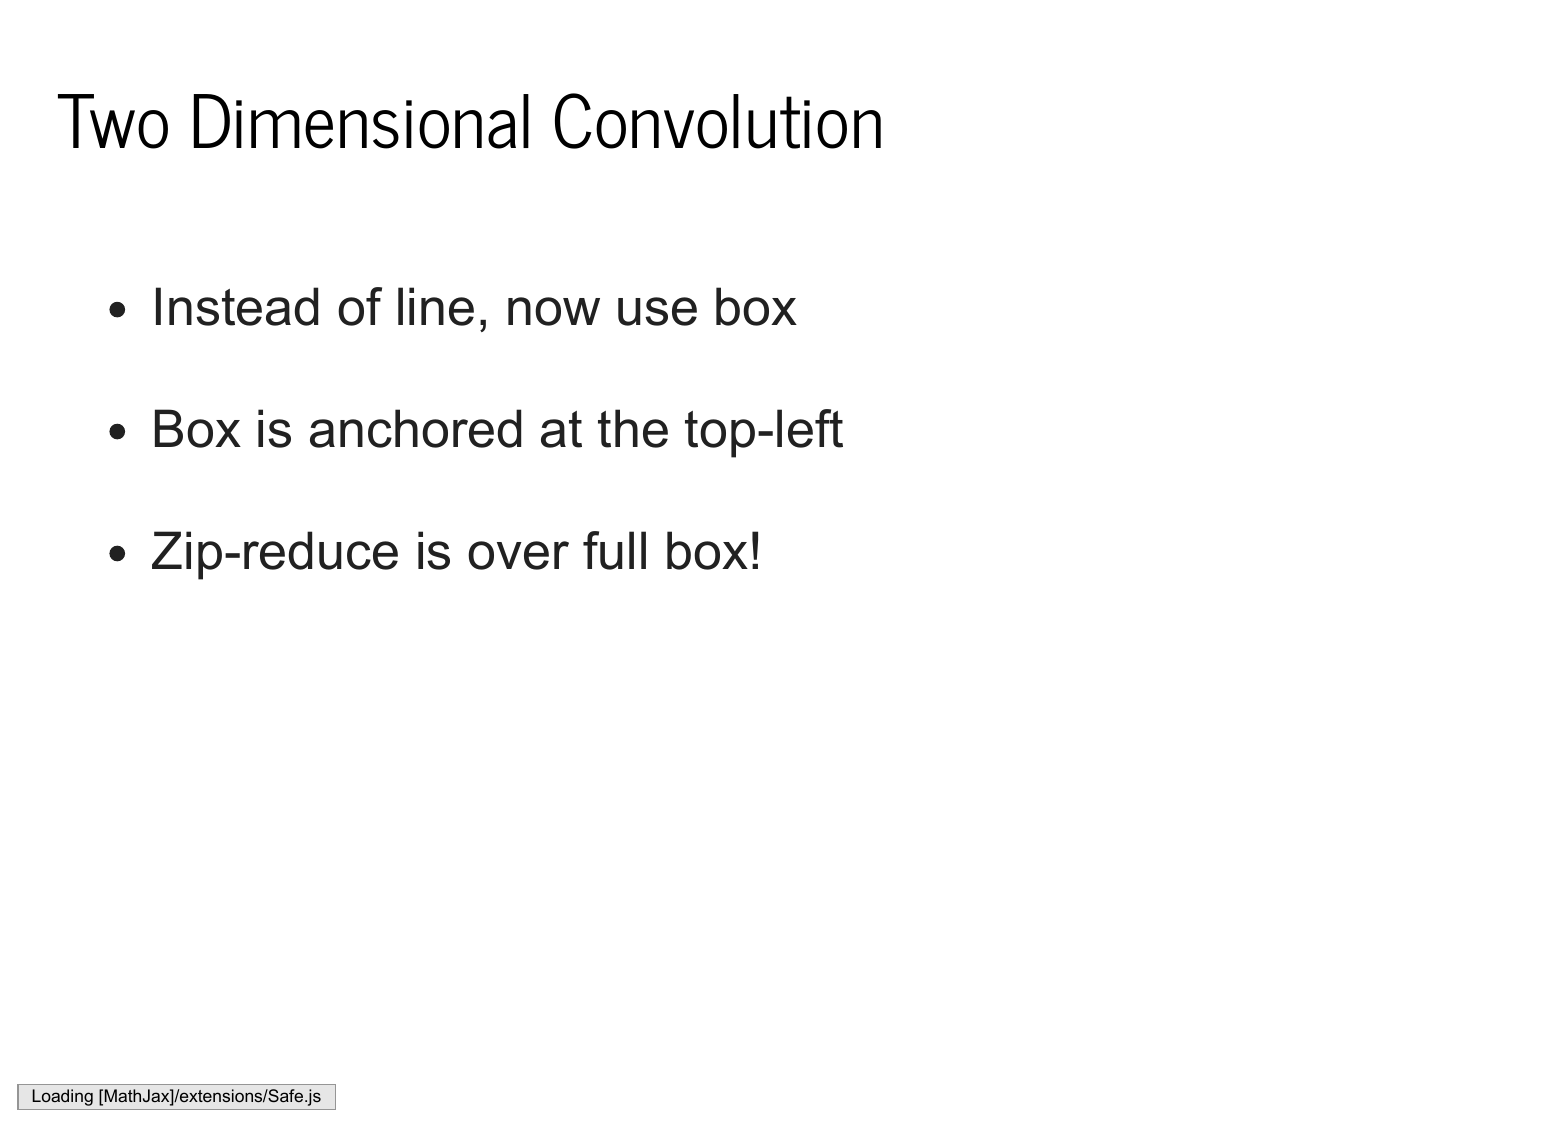 Two Dimensional Convolution
Instead of line, now use box
Box is anchored at the top-left
Zip-reduce is over full box!
Loading [MathJax]/extensions/Safe.js